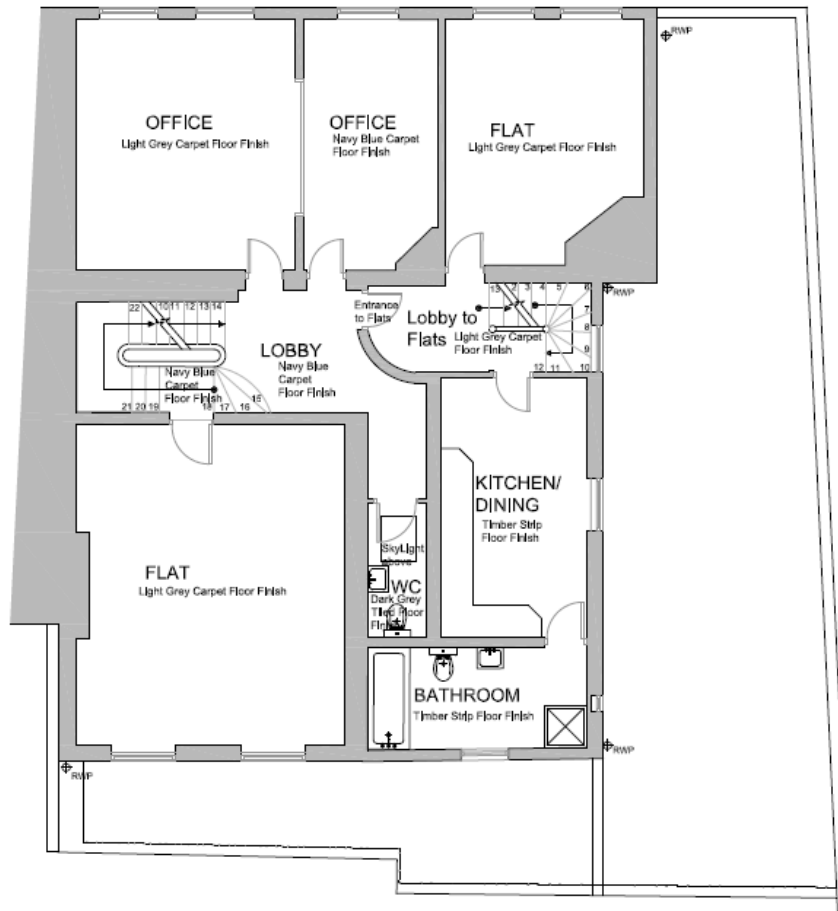 RWP
OFFICE
Light Grey Carpet Floor Finish
OFFICE
Navy Blue Carpet
Floor Finish
FLAT
Light Grey Carpet Floor Finish
22 10 11 12 13 14
Entrance
to Flats
13 2 3 4 5 6
RWP
7
8
9
10
11
12
Lobby to
Flats
Light Grey Carpet
Floor Finish
LOBBY
Navy Blue
Carpet
Floor Finish
Navy Blue
Carpet
Floor Finish
21 20 19 18 17 16 15
KITCHEN/
DINING
Timber Strip
Floor Finish
SkyLight
above
WC
Dark Grey
Tiled Floor
Finish
FLAT
Light Grey Carpet Floor Finish
BATHROOM
Timber Strip Floor Finish
RWP
RWP